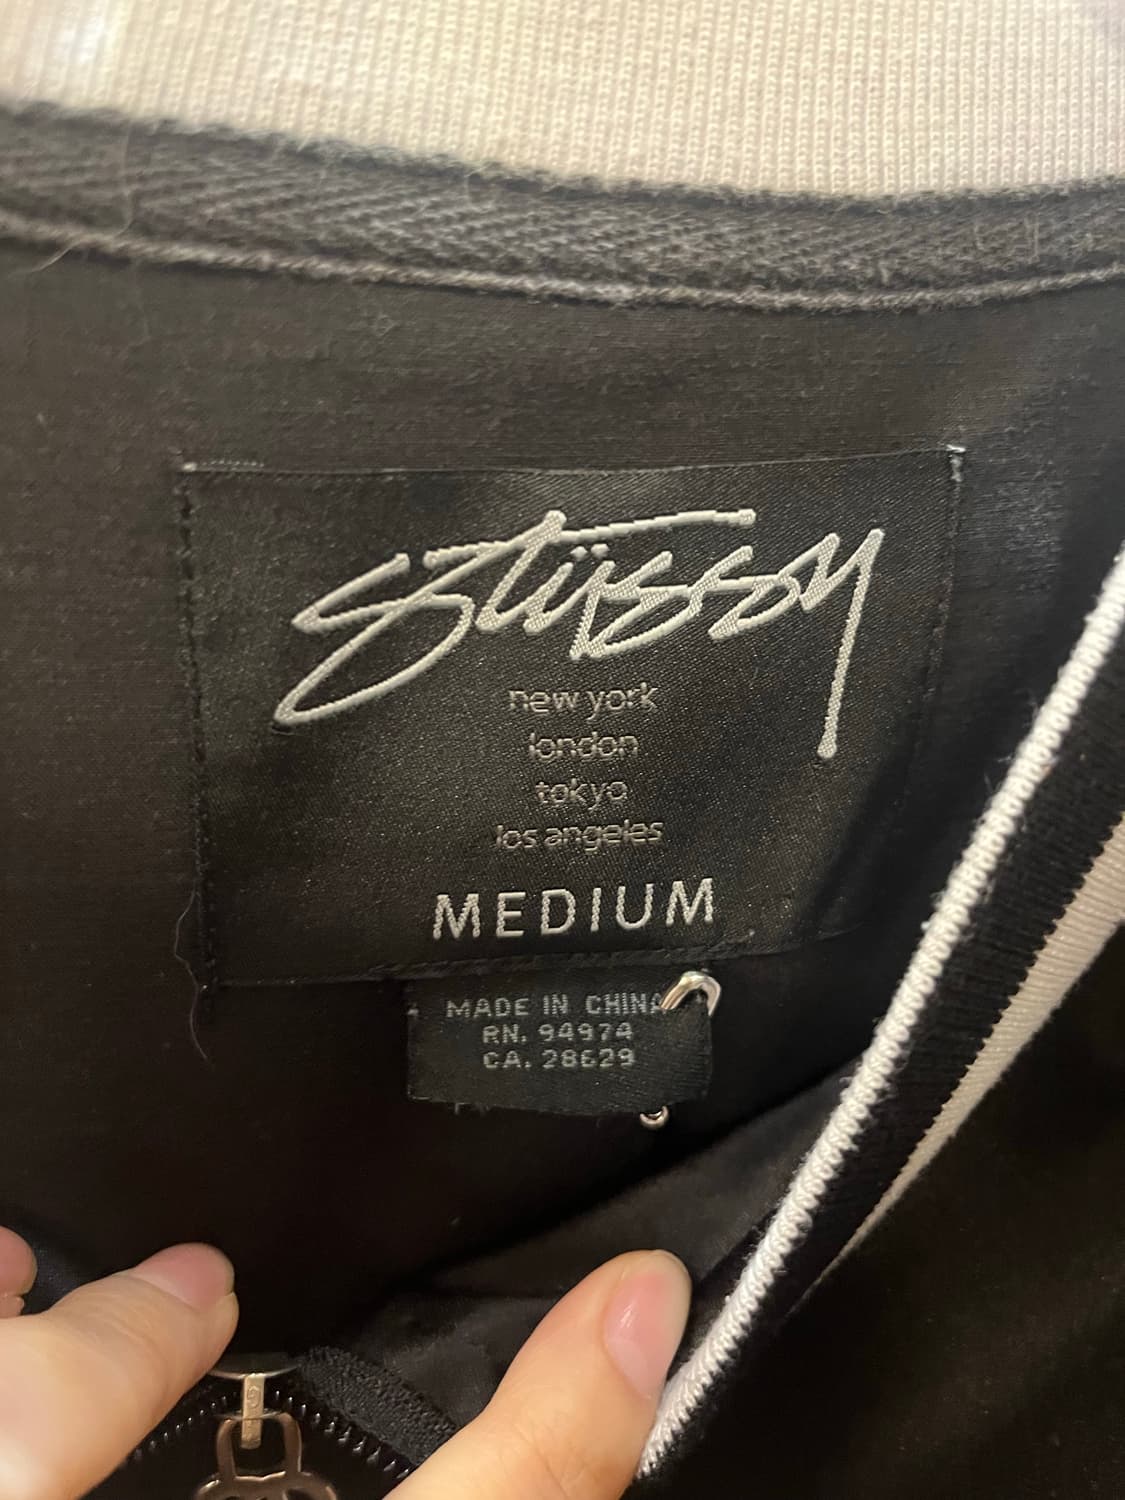 Stüssy
new york
london
tokyo
los angeles
MEDIUM
MADE IN CHINA
RN. 94974
CA. 28629